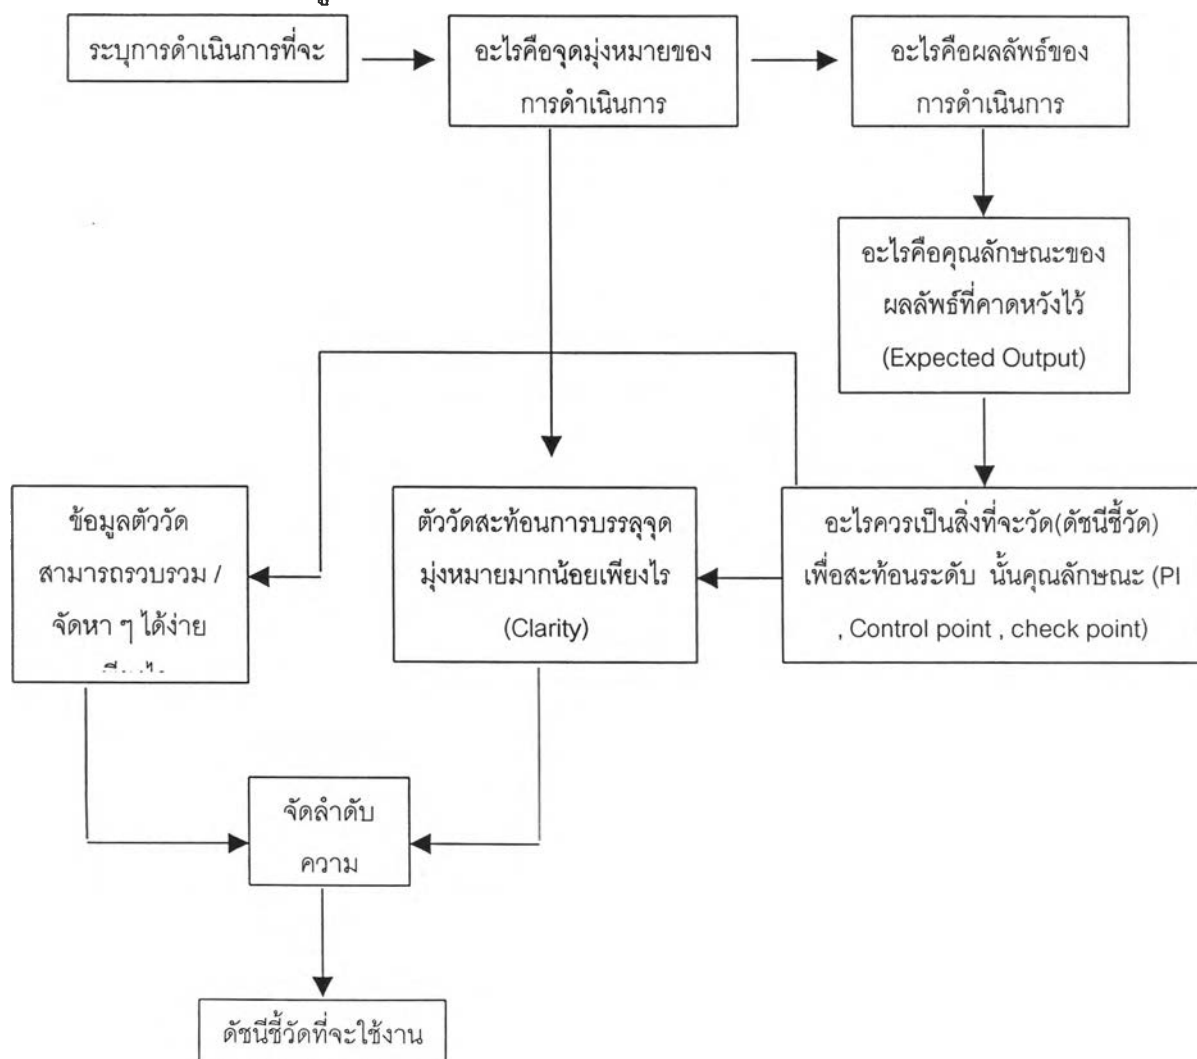 ระบุการดำเนินการที่จะ
อะไรคือจุดมุ่งหมายของ
การดำเนินการ
อะไรคือผลลัพธ์ของ
การดำเนินการ
อะไรคือคุณลักษณะของ
ผลลัพธ์ที่คาดหวังไว้
(Expected Output)
ข้อมูลตัววัด
สามารถรวบรวม /
จัดหา ๆ ได้ง่าย
ตัววัดสะท้อนการบรรลุจุด
มุ่งหมายมากน้อยเพียงไร
(Clarity)
อะไรควรเป็นสิ่งที่จะวัด(ดัชนีชี้วัด)
เพื่อสะท้อนระดับ นั้นคุณลักษณะ (PI
, Control point , check point)
จัดลำดับ
ความ
ดัชนีชี้วัดที่จะใช้งาน